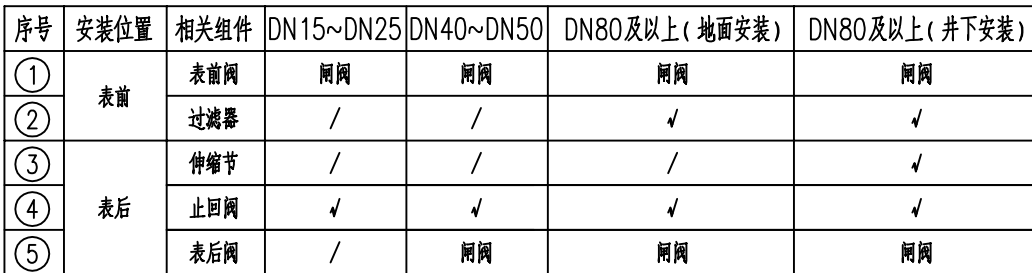 序号 安装位置 相关组件 DN15~DN25 DN40~DN50 DN80及以上(地面安装) DN80及以上(井下安装)
① 表前 表前阀 闸阀 闸阀 闸阀 闸阀
② 过滤器 / / √ √
③ 表后 伸缩节 / / / √
④ 止回阀 √ √ √ √
⑤ 表后阀 / 闸阀 闸阀 闸阀